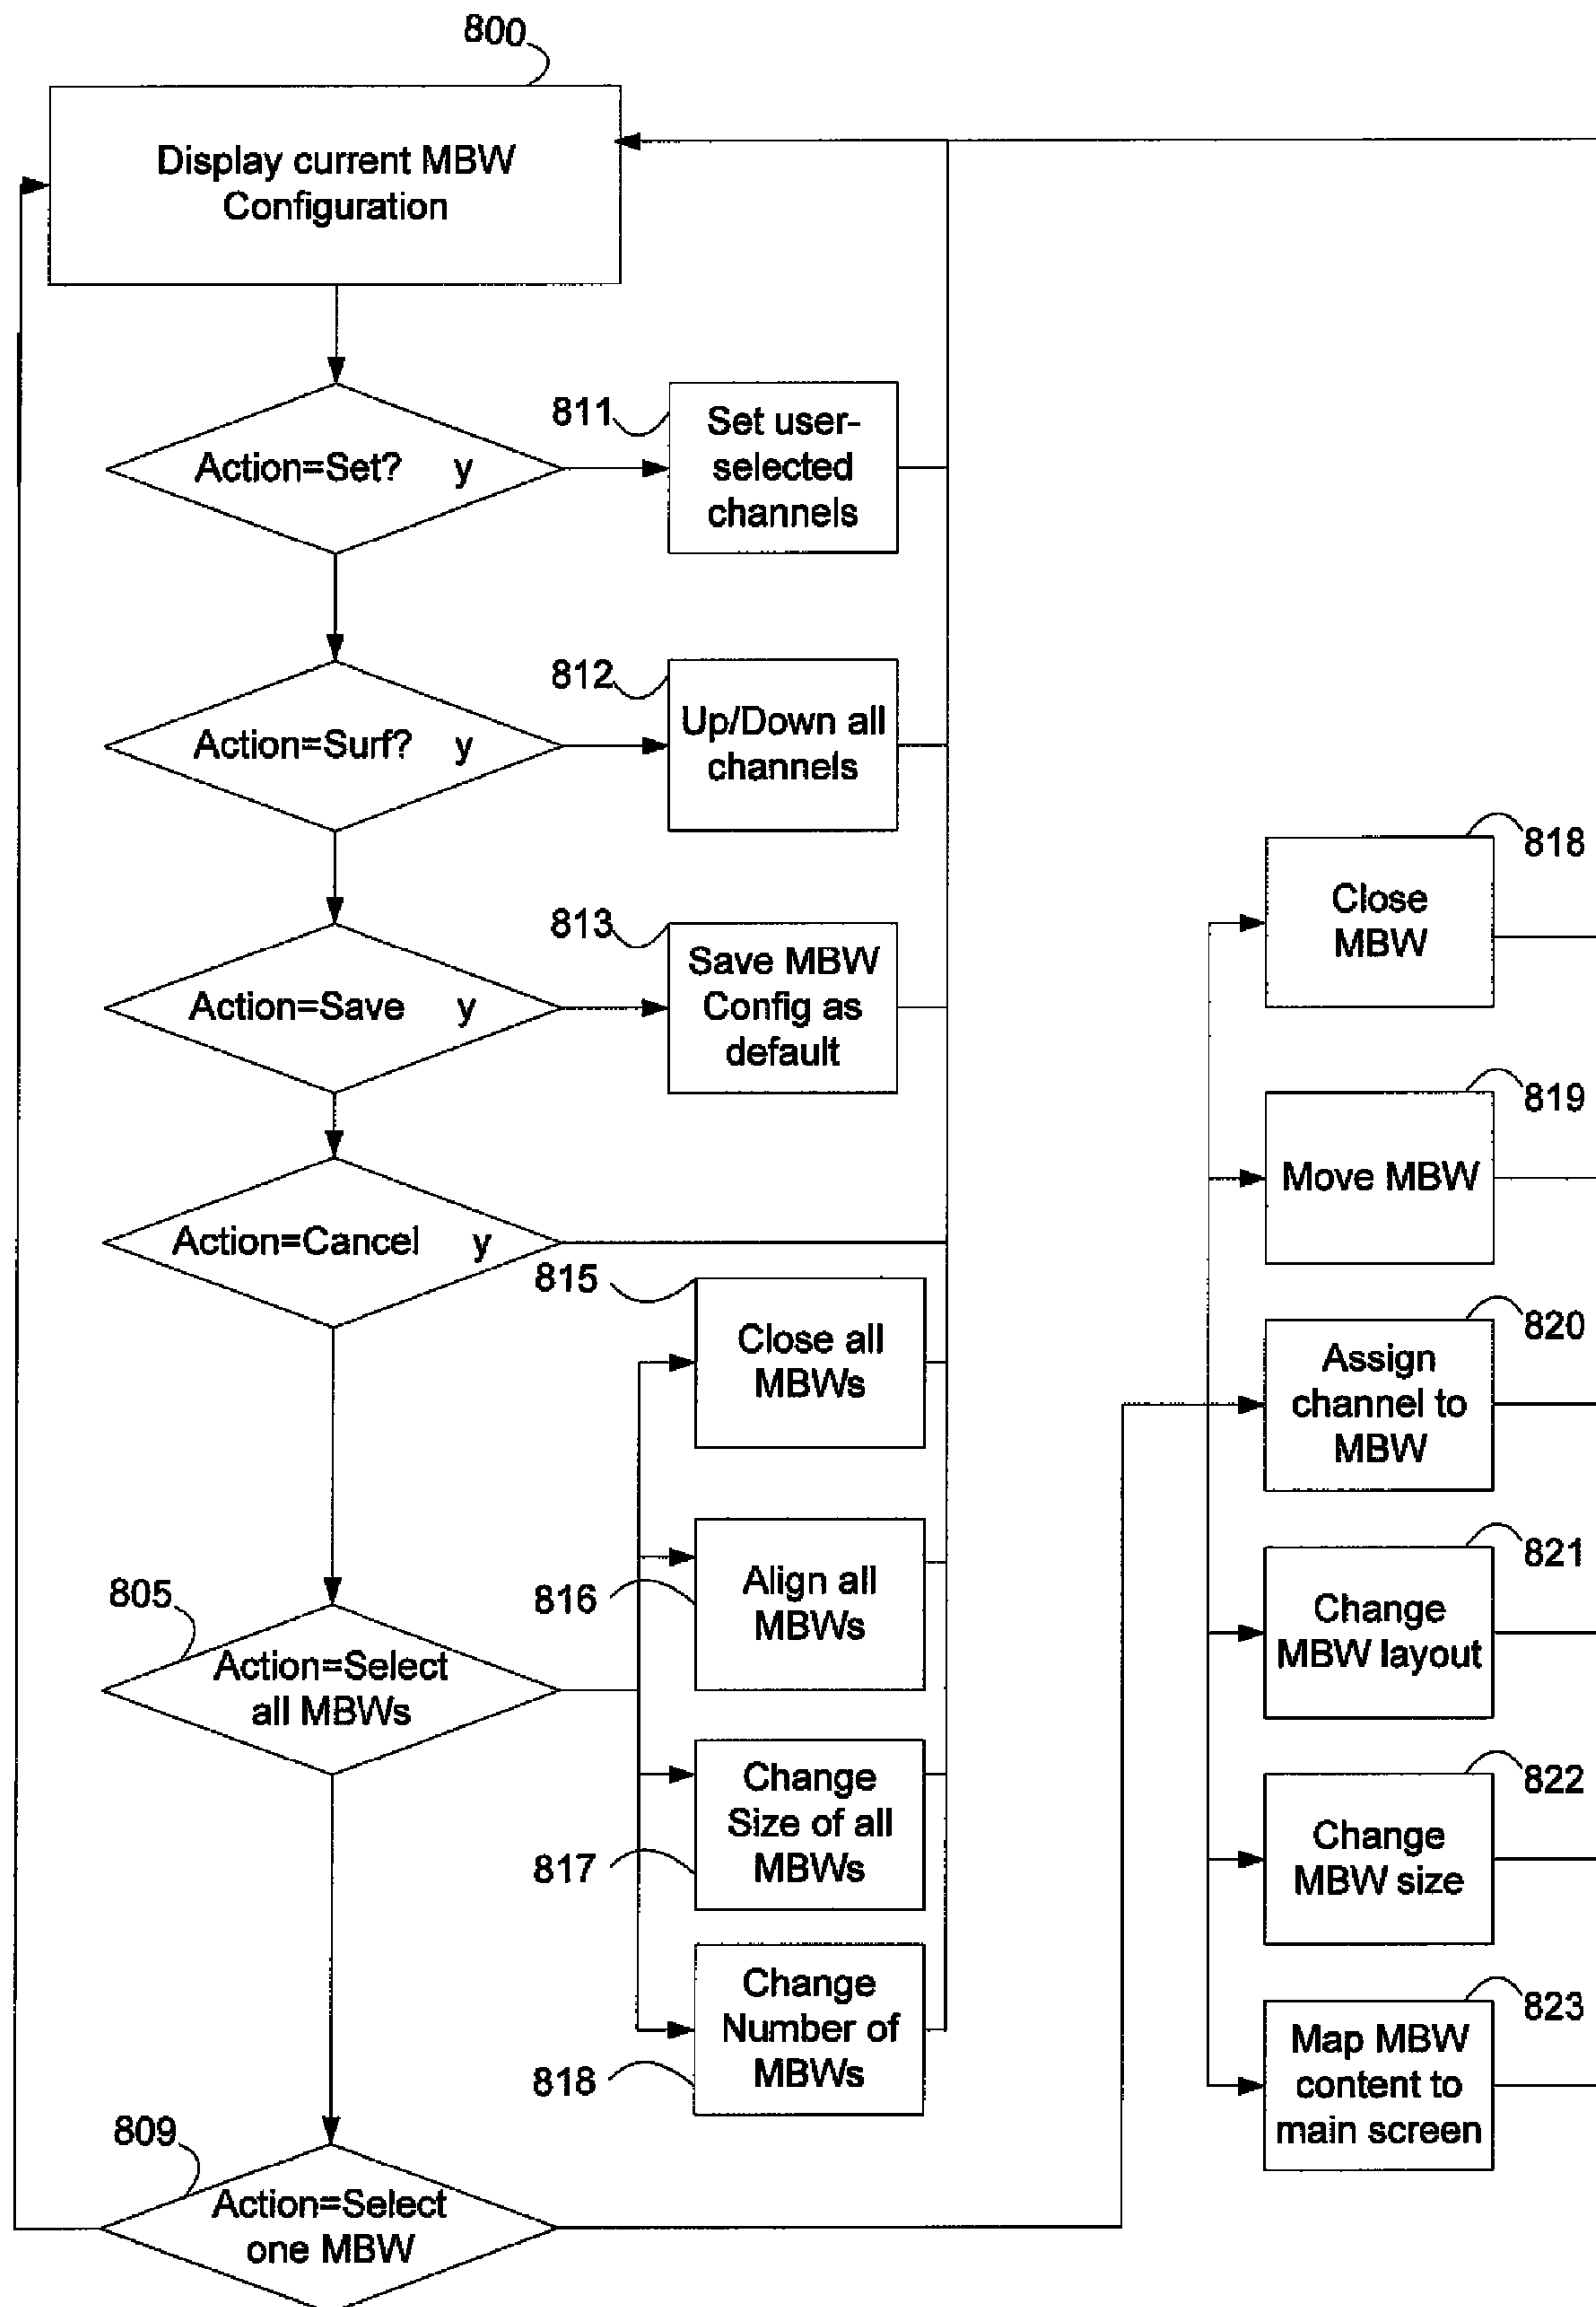 800
Display current MBW
Configuration
Action=Set? y
811
Set user-
selected
channels
Action=Surf? y
812
Up/Down all
channels
Action=Save y
813
Save MBW
Config as
default
Action=Cancel y
805
Action=Select
all MBWs
815
Close all
MBWs
816
Align all
MBWs
817
Change
Size of all
MBWs
818
Change
Number of
MBWs
809
Action=Select
one MBW
818
Close
MBW
819
Move MBW
820
Assign
channel to
MBW
821
Change
MBW layout
822
Change
MBW size
823
Map MBW
content to
main screen